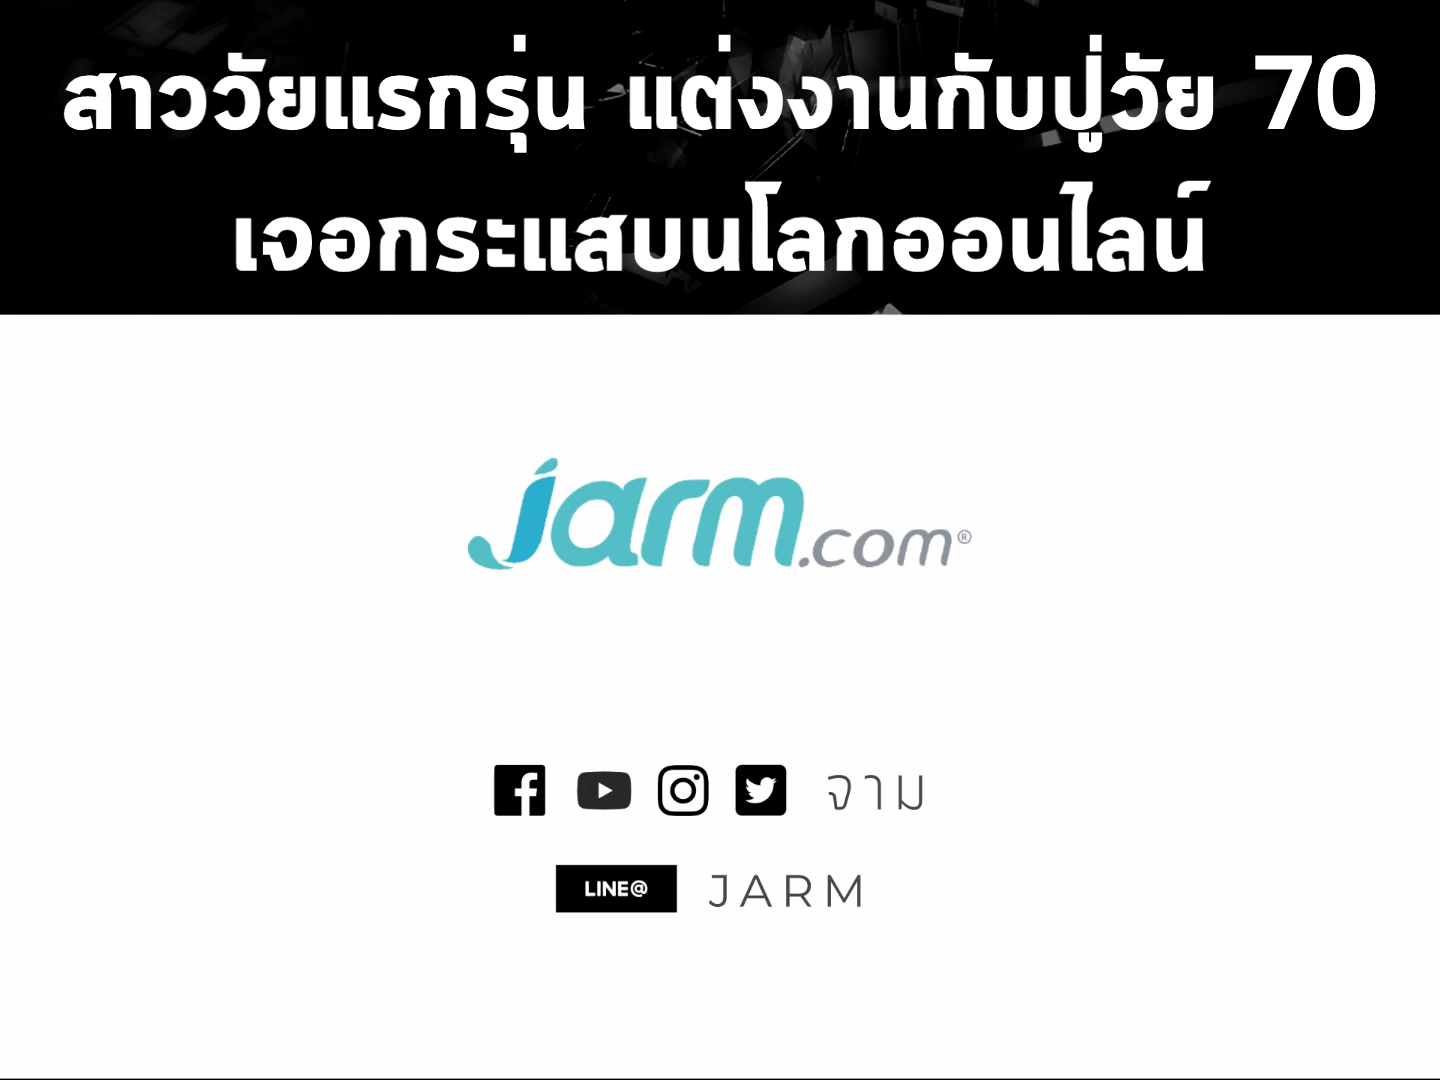 สาววัยแรกรุ่น แต่งงานกับปู่วัย 70
เจอกระแสบนโลกออนไลน์
jarm.com®
จาม
LINE@ JARM